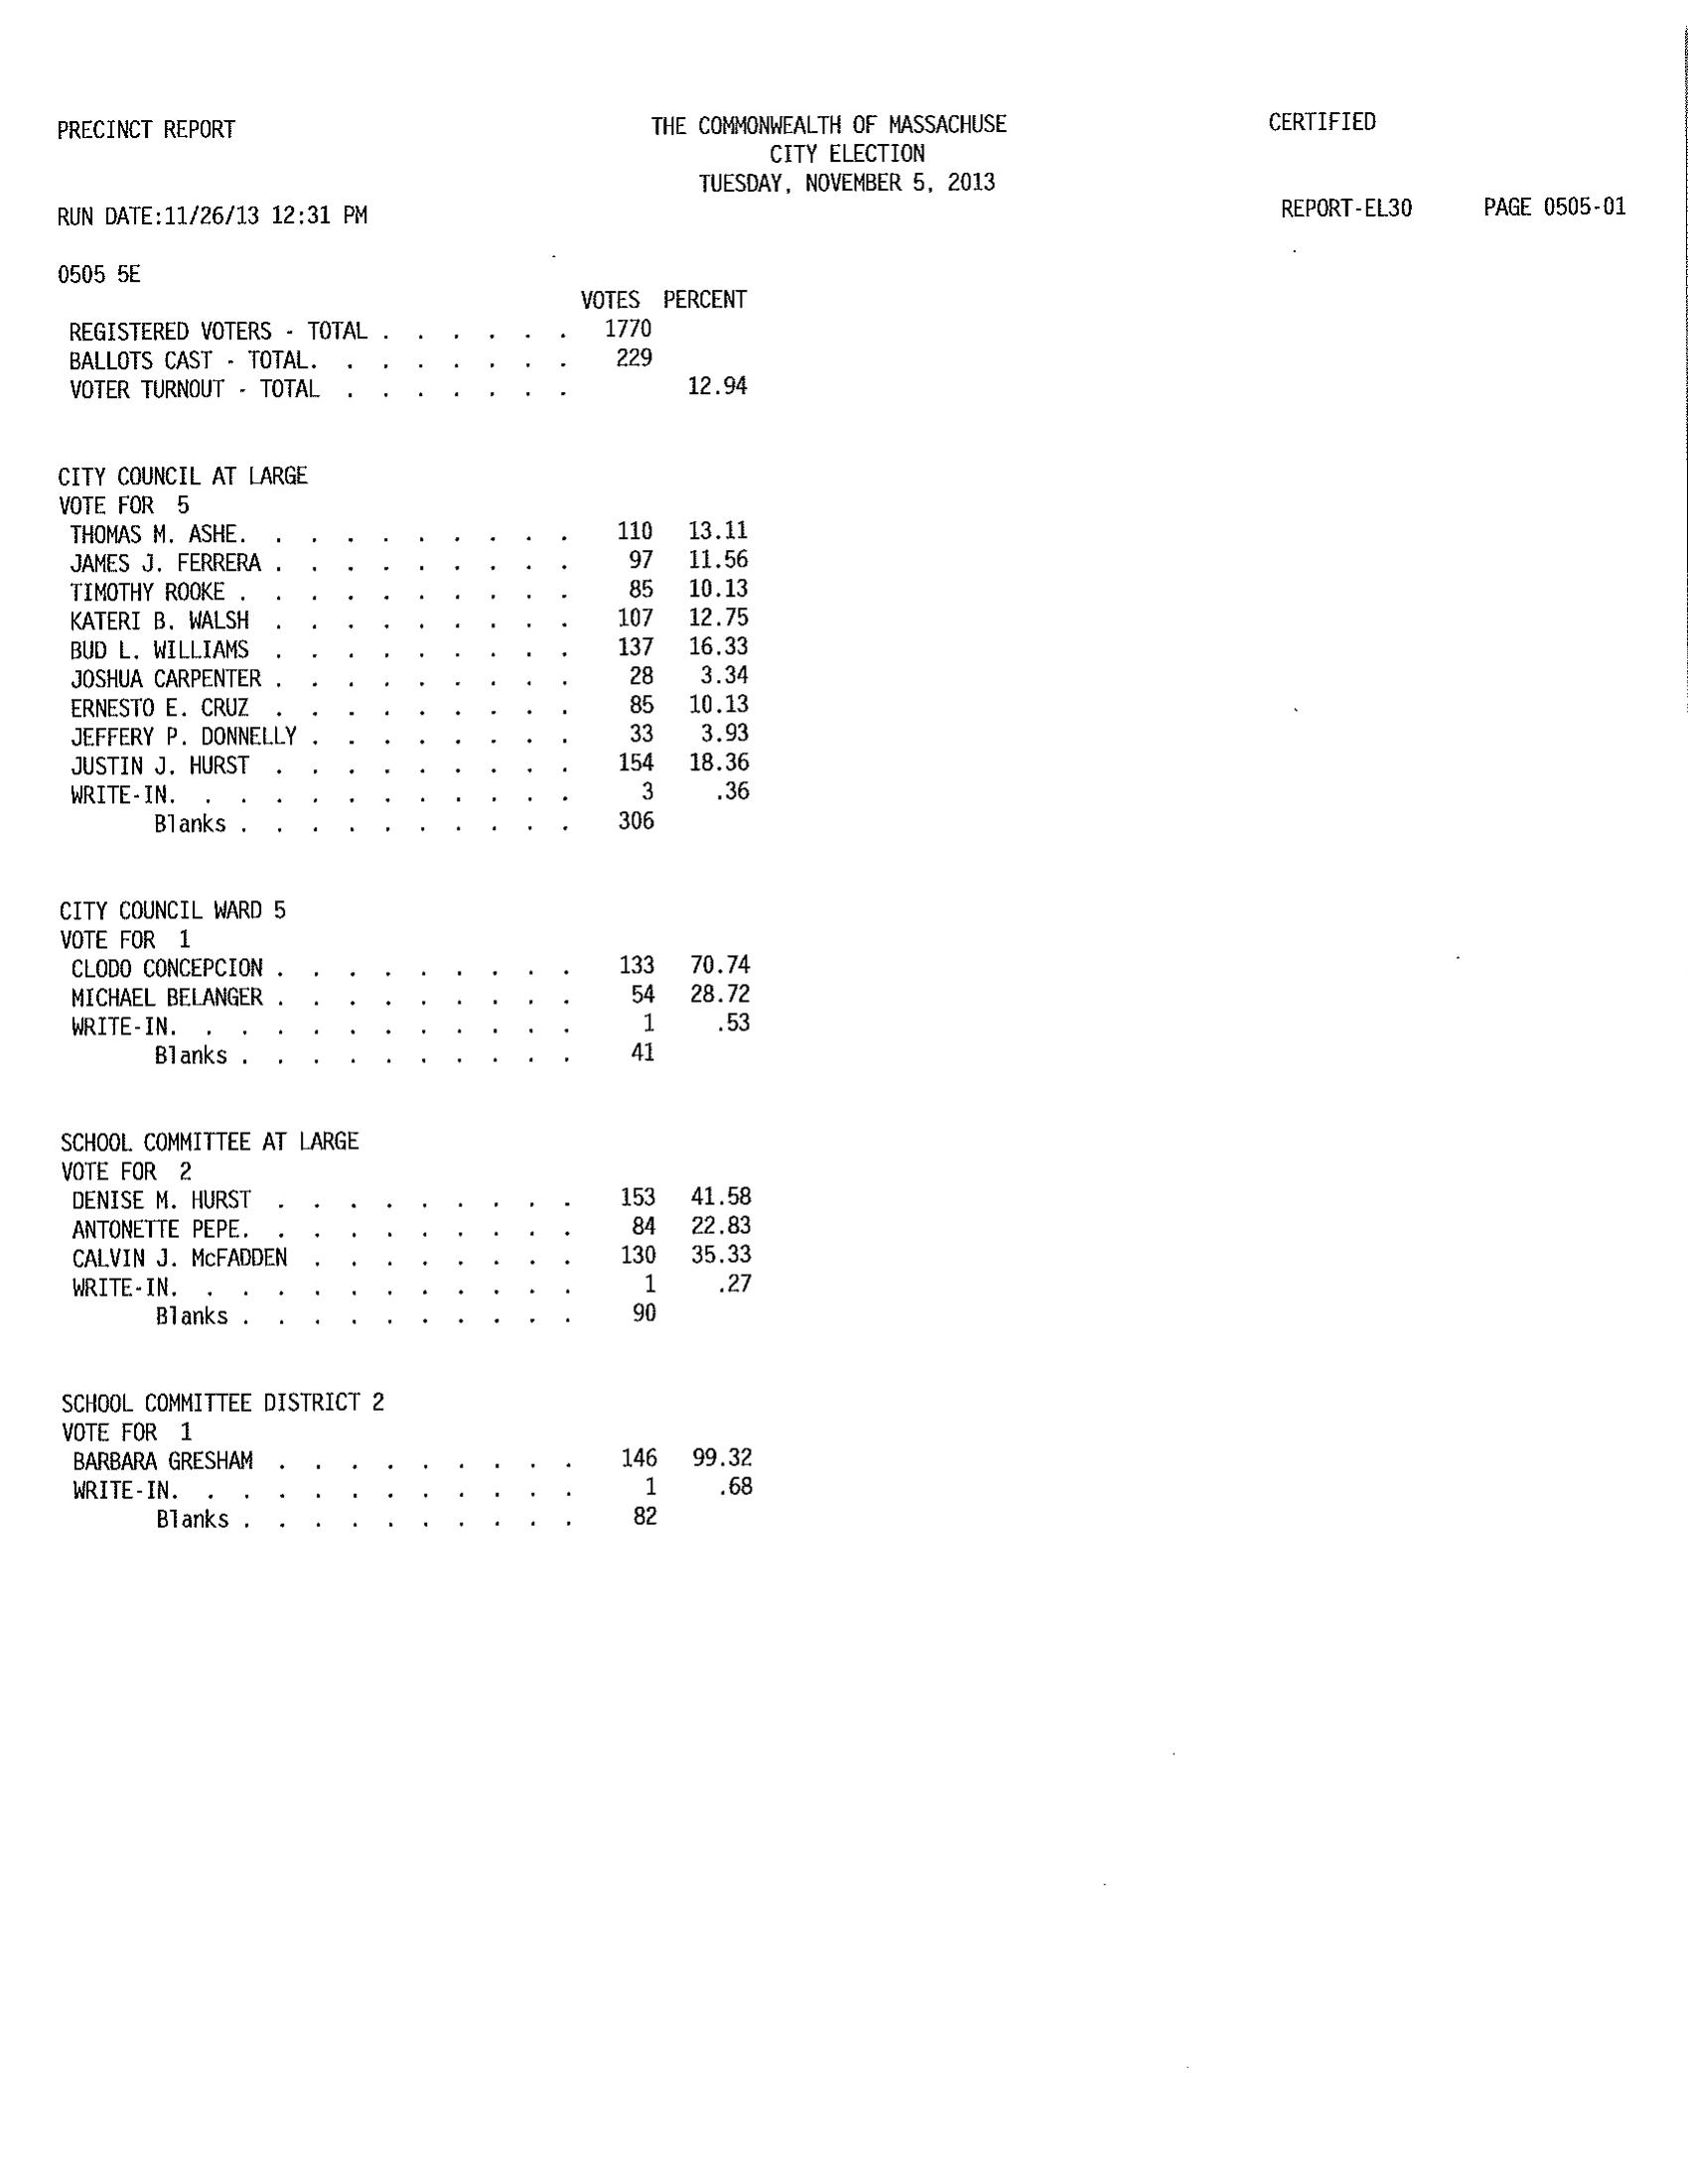 PRECINCT REPORT THE COMMONWEALTH OF MASSACHUSE CERTIFIED
CITY ELECTION
TUESDAY, NOVEMBER 5, 2013
RUN DATE:11/26/13 12:31 PM REPORT-EL30 PAGE 0505-01
0505 5E
VOTES PERCENT
REGISTERED VOTERS - TOTAL . . . . . . 1770
BALLOTS CAST - TOTAL. . . . . . . . 229
VOTER TURNOUT - TOTAL . . . . . . . 12.94
CITY COUNCIL AT LARGE
VOTE FOR 5
THOMAS M. ASHE. . . . . . . . . . 110 13.11
JAMES J. FERRERA . . . . . . . . . 97 11.56
TIMOTHY ROOKE . . . . . . . . . . 85 10.13
KATERI B. WALSH . . . . . . . . . 107 12.75
BUD L. WILLIAMS . . . . . . . . . 137 16.33
JOSHUA CARPENTER . . . . . . . . . 28 3.34
ERNESTO E. CRUZ . . . . . . . . . 85 10.13
JEFFERY P. DONNELLY . . . . . . . . 33 3.93
JUSTIN J. HURST . . . . . . . . . 154 18.36
WRITE-IN. . . . . . . . . . . . 3 .36
Blanks . . . . . . . . . . 306
CITY COUNCIL WARD 5
VOTE FOR 1
CLODO CONCEPCION . . . . . . . . . 133 70.74
MICHAEL BELANGER . . . . . . . . . 54 28.72
WRITE-IN. . . . . . . . . . . . 1 .53
Blanks . . . . . . . . . . 41
SCHOOL COMMITTEE AT LARGE
VOTE FOR 2
DENISE M. HURST . . . . . . . . . 153 41.58
ANTONETTE PEPE. . . . . . . . . . 84 22.83
CALVIN J. McFADDEN . . . . . . . . 130 35.33
WRITE-IN. . . . . . . . . . . . 1 .27
Blanks . . . . . . . . . . 90
SCHOOL COMMITTEE DISTRICT 2
VOTE FOR 1
BARBARA GRESHAM . . . . . . . . . 146 99.32
WRITE-IN. . . . . . . . . . . . 1 .68
Blanks . . . . . . . . . . 82